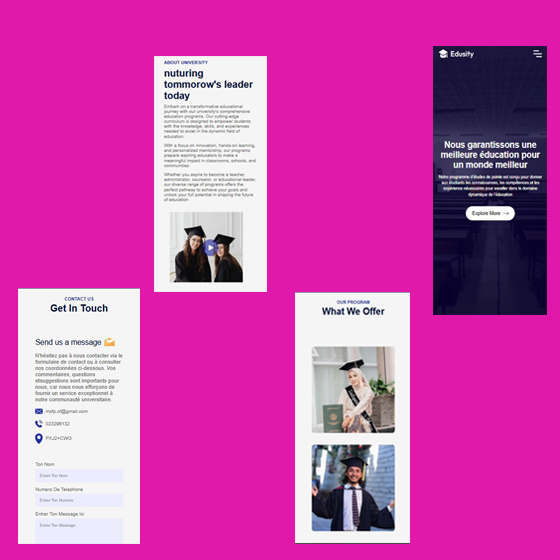 ABOUT UNIVERSITY
nuturing
tommorow's leader
today
Embark on a transformative educational
journey with our university's comprehensive
education programs. Our cutting-edge
curriculum is designed to empower students
with the knowledge, skills, and experiences
needed to excel in the dynamic field of
education.
With a focus on innovation, hands-on learning,
and personalized mentorship, our programs
prepare aspiring educators to make a
meaningful impact in classrooms, schools, and
communities
Whether you aspire to become a teacher,
administrator, counselor, or educational leader,
our diverse range of programs offers the
perfect pathway to achieve your goals and
unlock your full potential in shaping the future
of education
Edusity
Nous garantissons une
meilleure éducation pour
un monde meilleur
Notre programme d'études de pointe est conçu pour donner
aux étudiants les connaissances, les compétences et les
expérience nécessaires pour exceller dans le domaine
dynamique de l'éducation
Explore More →
CONTACT US
Get In Touch
Send us a message
N'hésitez pas à nous contacter via le
formulaire de contact ou à consulter
nos coordonnées ci-dessous. Vos
commentaires, questions
etsuggestions sont importants pour
nous, car nous nous efforçons de
fournir un service exceptionnel à
notre communauté universitaire.
insfp.of@gmail.com
023298132
PXJ2+CWG
Ton Nom
Entrer Ton Nom
Numero De Telephone
Entrer Ton Numero
Entrer Ton Message Ici
Entrer Ton Message
OUR PROGRAM
What We Offer